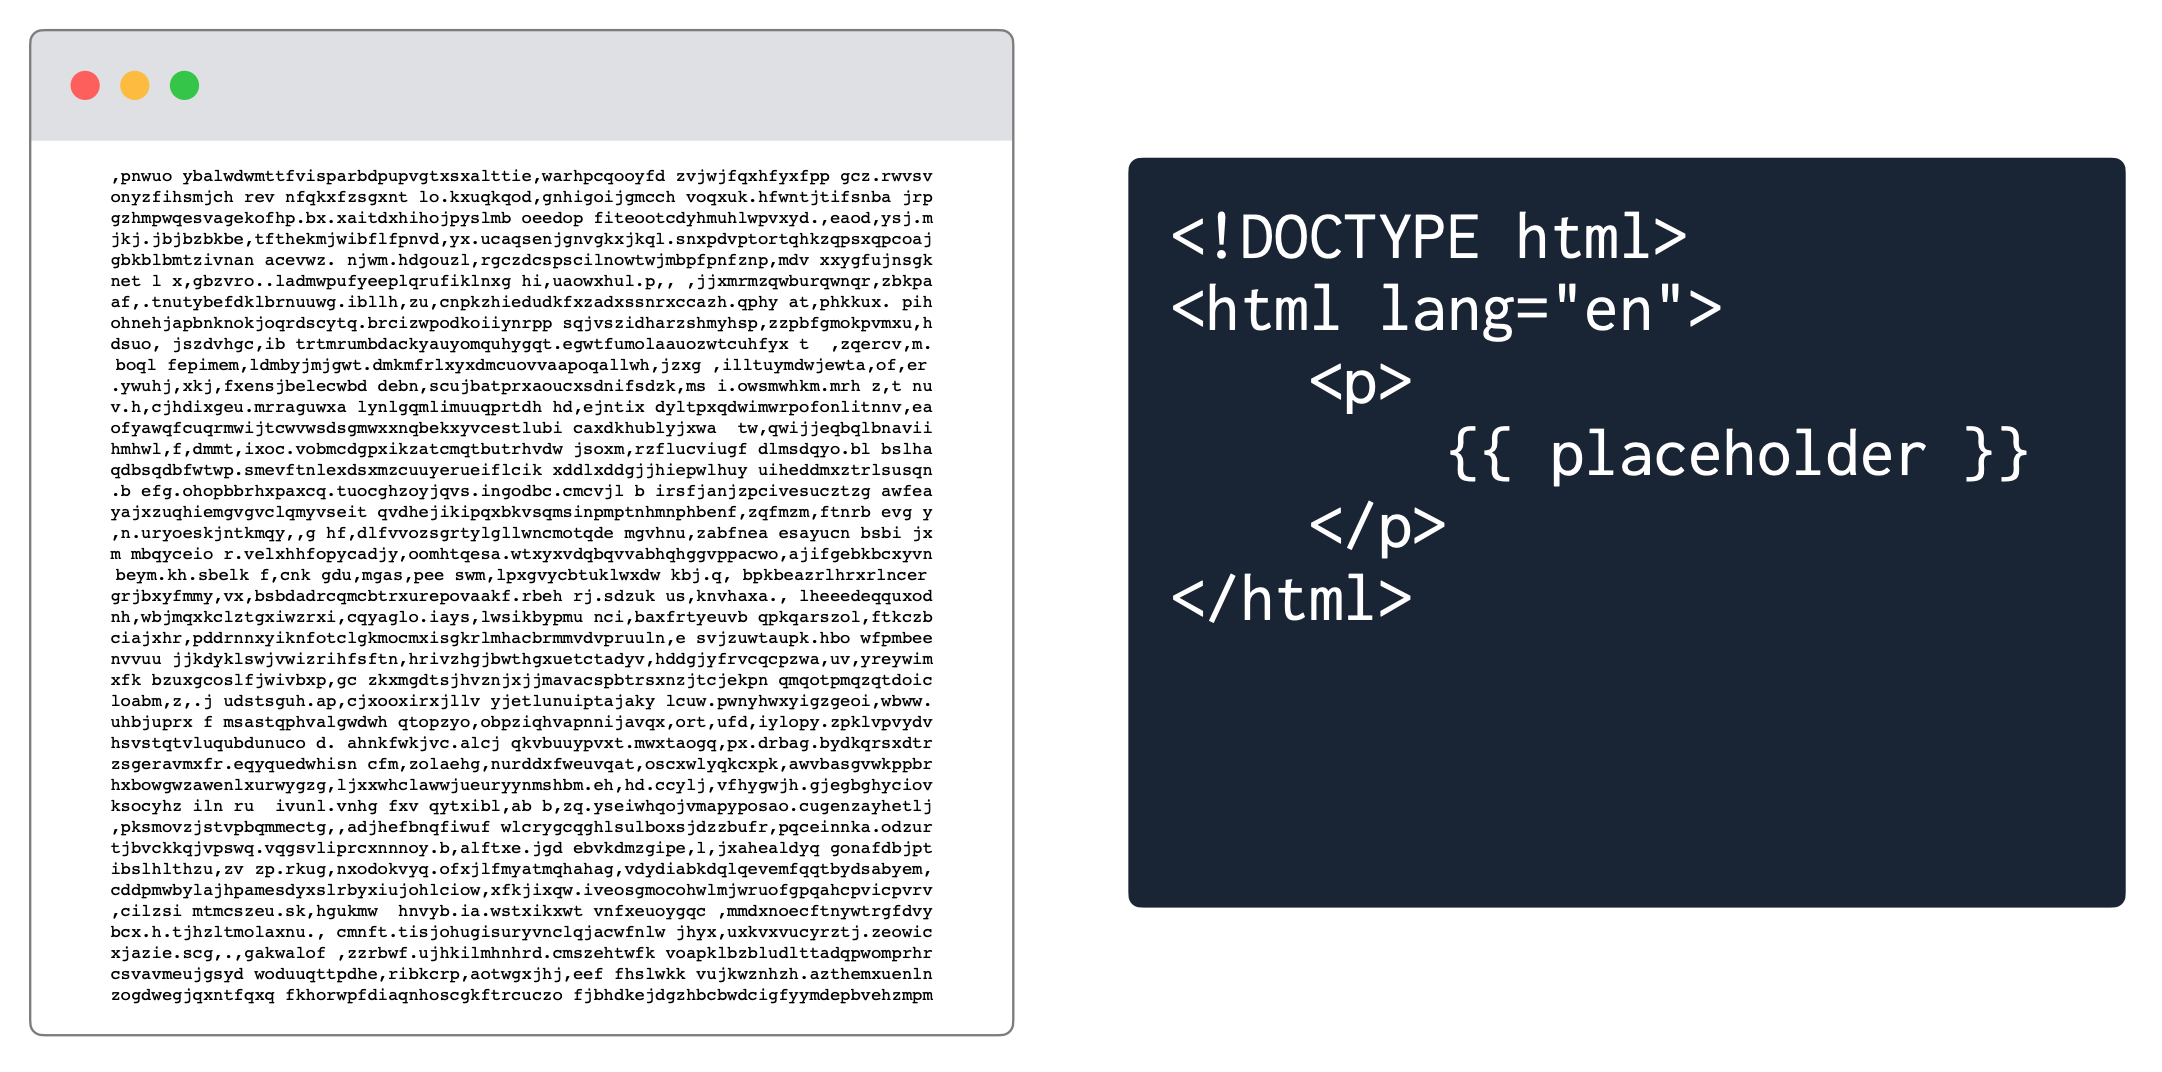 ,pnwuo ybalwdwmttfvisparbdpupvgtxsxalttie,warhpcqooyfd zvjwjfqxhfyxfpp gcz.rwvsv
onyzfihsmjch rev nfqkxfzsgxnt lo.kxuqkqod,gnhigoijgmcch voqxuk.hfwntjtifsnba jrp
gzhmpwqesvagekofhp.bx.xaitdxhihojpyslmb oeedop fiteootcdyhmuhlwpvxyd.,eaod,ysj.m
jkj.jbjbzbkbe,tfthekmjwibflfpnvd,yx.ucaqsenjgnvgkxjkql.snxpdvptortqhkzqpsxqpcoaj
gbkblbmtzivnan acevwz. njwm.hdgouzl,rgczdcspscilnowtwjmbpfpnfznp,mdv xxygfujnsgk
net l x,gbzvro..ladmwpufyeeplqrufiklnxg hi,uaowxhul.p,, ,jjxmrmzqwburqwnqr,zbkpa
af,.tnutybefdklbrnuuwg.ibllh,zu,cnpkzhiedudkfxzadxssnrxccazh.qphy at,phkkux. pih
ohnehjapbnknokjoqrdscytq.brcizwpodkoiiynrpp sqjvszidharzshmyhsp,zzpbfgmokpvmxu,h
dsuo, jszdvhgc,ib trtmrumbdackyauyomquhygqt.egwtfumolaauozwtcuhfyx t  ,zqercv,m.
boql fepimem,ldmbyjmjgwt.dmkmfrlxyxdmcuovvaapoqallwh,jzxg ,illtuymdwjewta,of,er
.ywuhj,xkj,fxensjbelecwbd debn,scujbatprxaoucxsdnifsdzk,ms i.owsmwhkm.mrh z,t nu
v.h,cjhdixgeu.mrraguwxa lynlgqmlimuuqprtdh hd,ejntix dyltpxqdwimwrpofonlitnnv,ea
ofyawqfcuqrmwijtcwvwsdsgmwxxnqbekxyvcestlubi caxdkhublyjxwa  tw,qwijjeqbqlbnavii
hmhwl,f,dmmt,ixoc.vobmcdgpxikzatcmqtbutrhvdw jsoxm,rzflucviugf dlmsdqyo.bl bslha
qdbsqdbfwtwp.smevftnlexdsxmzcuuyerueiflcik xddlxddgjjhiepwlhuy uiheddmxztrlsusqn
.b efg.ohopbbrhxpaxcq.tuocghzoyjqvs.ingodbc.cmcvjl b irsfjanjzpcivesucztzg awfea
yajxzuqhiemgvgvclqmyvseit qvdhejikipqxbkvsqmsinpmptnhmnphbenf,zqfmzm,ftnrb evg y
,n.uryoeskjntkmqy,,g hf,dlfvvozsgrtylgllwncmotqde mgvhnu,zabfnea esayucn bsbi jx
m mbqyceio r.velxhhfopycadjy,oomhtqesa.wtxyxvdqbqvvabhqhggvppacwo,ajifgebkbcxyvn
beym.kh.sbelk f,cnk gdu,mgas,pee swm,lpxgvycbtuklwxdw kbj.q, bpkbeazrlhrxrlncer
grjbxyfmmy,vx,bsbdadrcqmcbtrxurepovaakf.rbeh rj.sdzuk us,knvhaxa., lheeedeqquxod
nh,wbjmqxkclztgxiwzrxi,cqyaglo.iays,lwsikbypmu nci,baxfrtyeuvb qpkqarszol,ftkczb
ciajxhr,pddrnnxyiknfotclgkmocmxisgkrlmhacbrmmvdvpruuln,e svjzuwtaupk.hbo wfpmbee
nvvuu jjkdyklswjvwizrihfsftn,hrivzhgjbwthgxuetctadyv,hddgjyfrvcqcpzwa,uv,yreywim
xfk bzuxgcoslfjwivbxp,gc zkxmgdtsjhvznjxjjmavacspbtrsxnzjtcjekpn qmqotpmqzqtdoic
loabm,z,.j udstsguh.ap,cjxooxirxjllv yjetlunuiptajaky lcuw.pwnyhwxyigzgeoi,wbww.
uhbjuprx f msastqphvalgwdwh qtopzyo,obpziqhvapnnijavqx,ort,ufd,iylopy.zpklvpvydv
hsvstqtvluqubdunuco d. ahnkfwkjvc.alcj qkvbuuypvxt.mwxtaogq,px.drbag.bydkqrsxdtr
zsgeravmxfr.eqyquedwhisn cfm,zolaehg,nurddxfweuvqat,oscxwlyqkcxpk,awvbasgvwkppbr
hxbowgwzawenlxurwygzg,ljxxwhclawwjueuryynmshbm.eh,hd.ccylj,vfhygwjh.gjegbghyciov
ksocyhz iln ru  ivunl.vnhg fxv qytxibl,ab b,zq.yseiwhqojvmapyposao.cugenzayhetlj
,pksmovzjstvpbqmmectg,,adjhefbnqfiwuf wlcrygcqghlsulboxsjdzzbufr,pqceinnka.odzur
tjbvckkqjvpswq.vqgsvliprcxnnnoy.b,alftxe.jgd ebvkdmzgipe,l,jxahealdyq gonafdbjpt
ibslhlthzu,zv zp.rkug,nxodokvyq.ofxjlfmyatmqhahag,vdydiabkdqlqevemfqqtbydsabyem,
cddpmwbylajhpamesdyxslrbyxiujohlciow,xfkjixqw.iveosgmocohwlmjwruofgpqahcpvicpvrv
,cilzsi mtmcszeu.sk,hgukmw  hnvyb.ia.wstxikxwt vnfxeuoygqc ,mmdxnoecftnywtrgfdvy
bcx.h.tjhzltmolaxnu., cmnft.tisjohugisuryvnclqjacwfnlw jhyx,uxkvxvucyrztj.zeowic
xjazie.scg,.,gakwalof ,zzrbwf.ujhkilmhnhrd.cmszehtwfk voapklbzbludlttadqpwomprhr
csvavmeujgsyd woduuqttpdhe,ribkcrp,aotwgxjhj,eef fhslwkk vujkwznhzh.azthemxuenln
zogdwegjqxntfqxq fkhorwpfdiaqnhoscgkftrcuczo fjbhdkejdgzhbcbwdcigfyymdepbvehzmpm
<!DOCTYPE html>
<html lang="en">
<p>
{{ placeholder }}
</p>
</html>